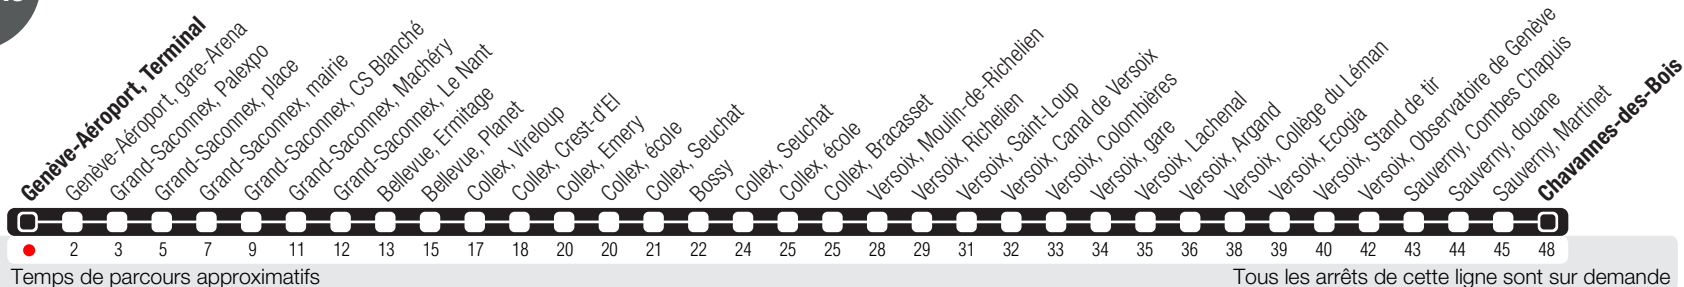 Genève-Aéroport, Terminal
Genève-Aéroport, gare-Arena
Grand-Saconnex, Palexpo
Grand-Saconnex, place
Grand-Saconnex, mairie
Grand-Saconnex, CS Blanché
Grand-Saconnex, Machéry
Grand-Saconnex, Le Nant
Bellevue, Ermitage
Bellevue, Planet
Collex, Vireloup
Collex, Crest-d'El
Collex, Emery
Collex, école
Collex, Seuchat
Bossy
Collex, Seuchat
Collex, école
Collex, Bracasset
Versoix, Moulin-de-Richelien
Versoix, Richelien
Versoix, Saint-Loup
Versoix, Canal de Versoix
Versoix, Colombières
Versoix, gare
Versoix, Lachenal
Versoix, Argand
Versoix, Collège du Léman
Versoix, Ecogia
Versoix, Stand de tir
Versoix, Observatoire de Genève
Sauverny, Combes Chapuis
Sauverny, douane
Sauverny, Martinet
Chavannes-des-Bois
2 3 5 7 9 11 12 13 15 17 18 20 20 21 22 24 25 25 28 29 31 32 33 34 35 36 38 39 40 42 43 44 45 48
Temps de parcours approximatifs
Tous les arrêts de cette ligne sont sur demande